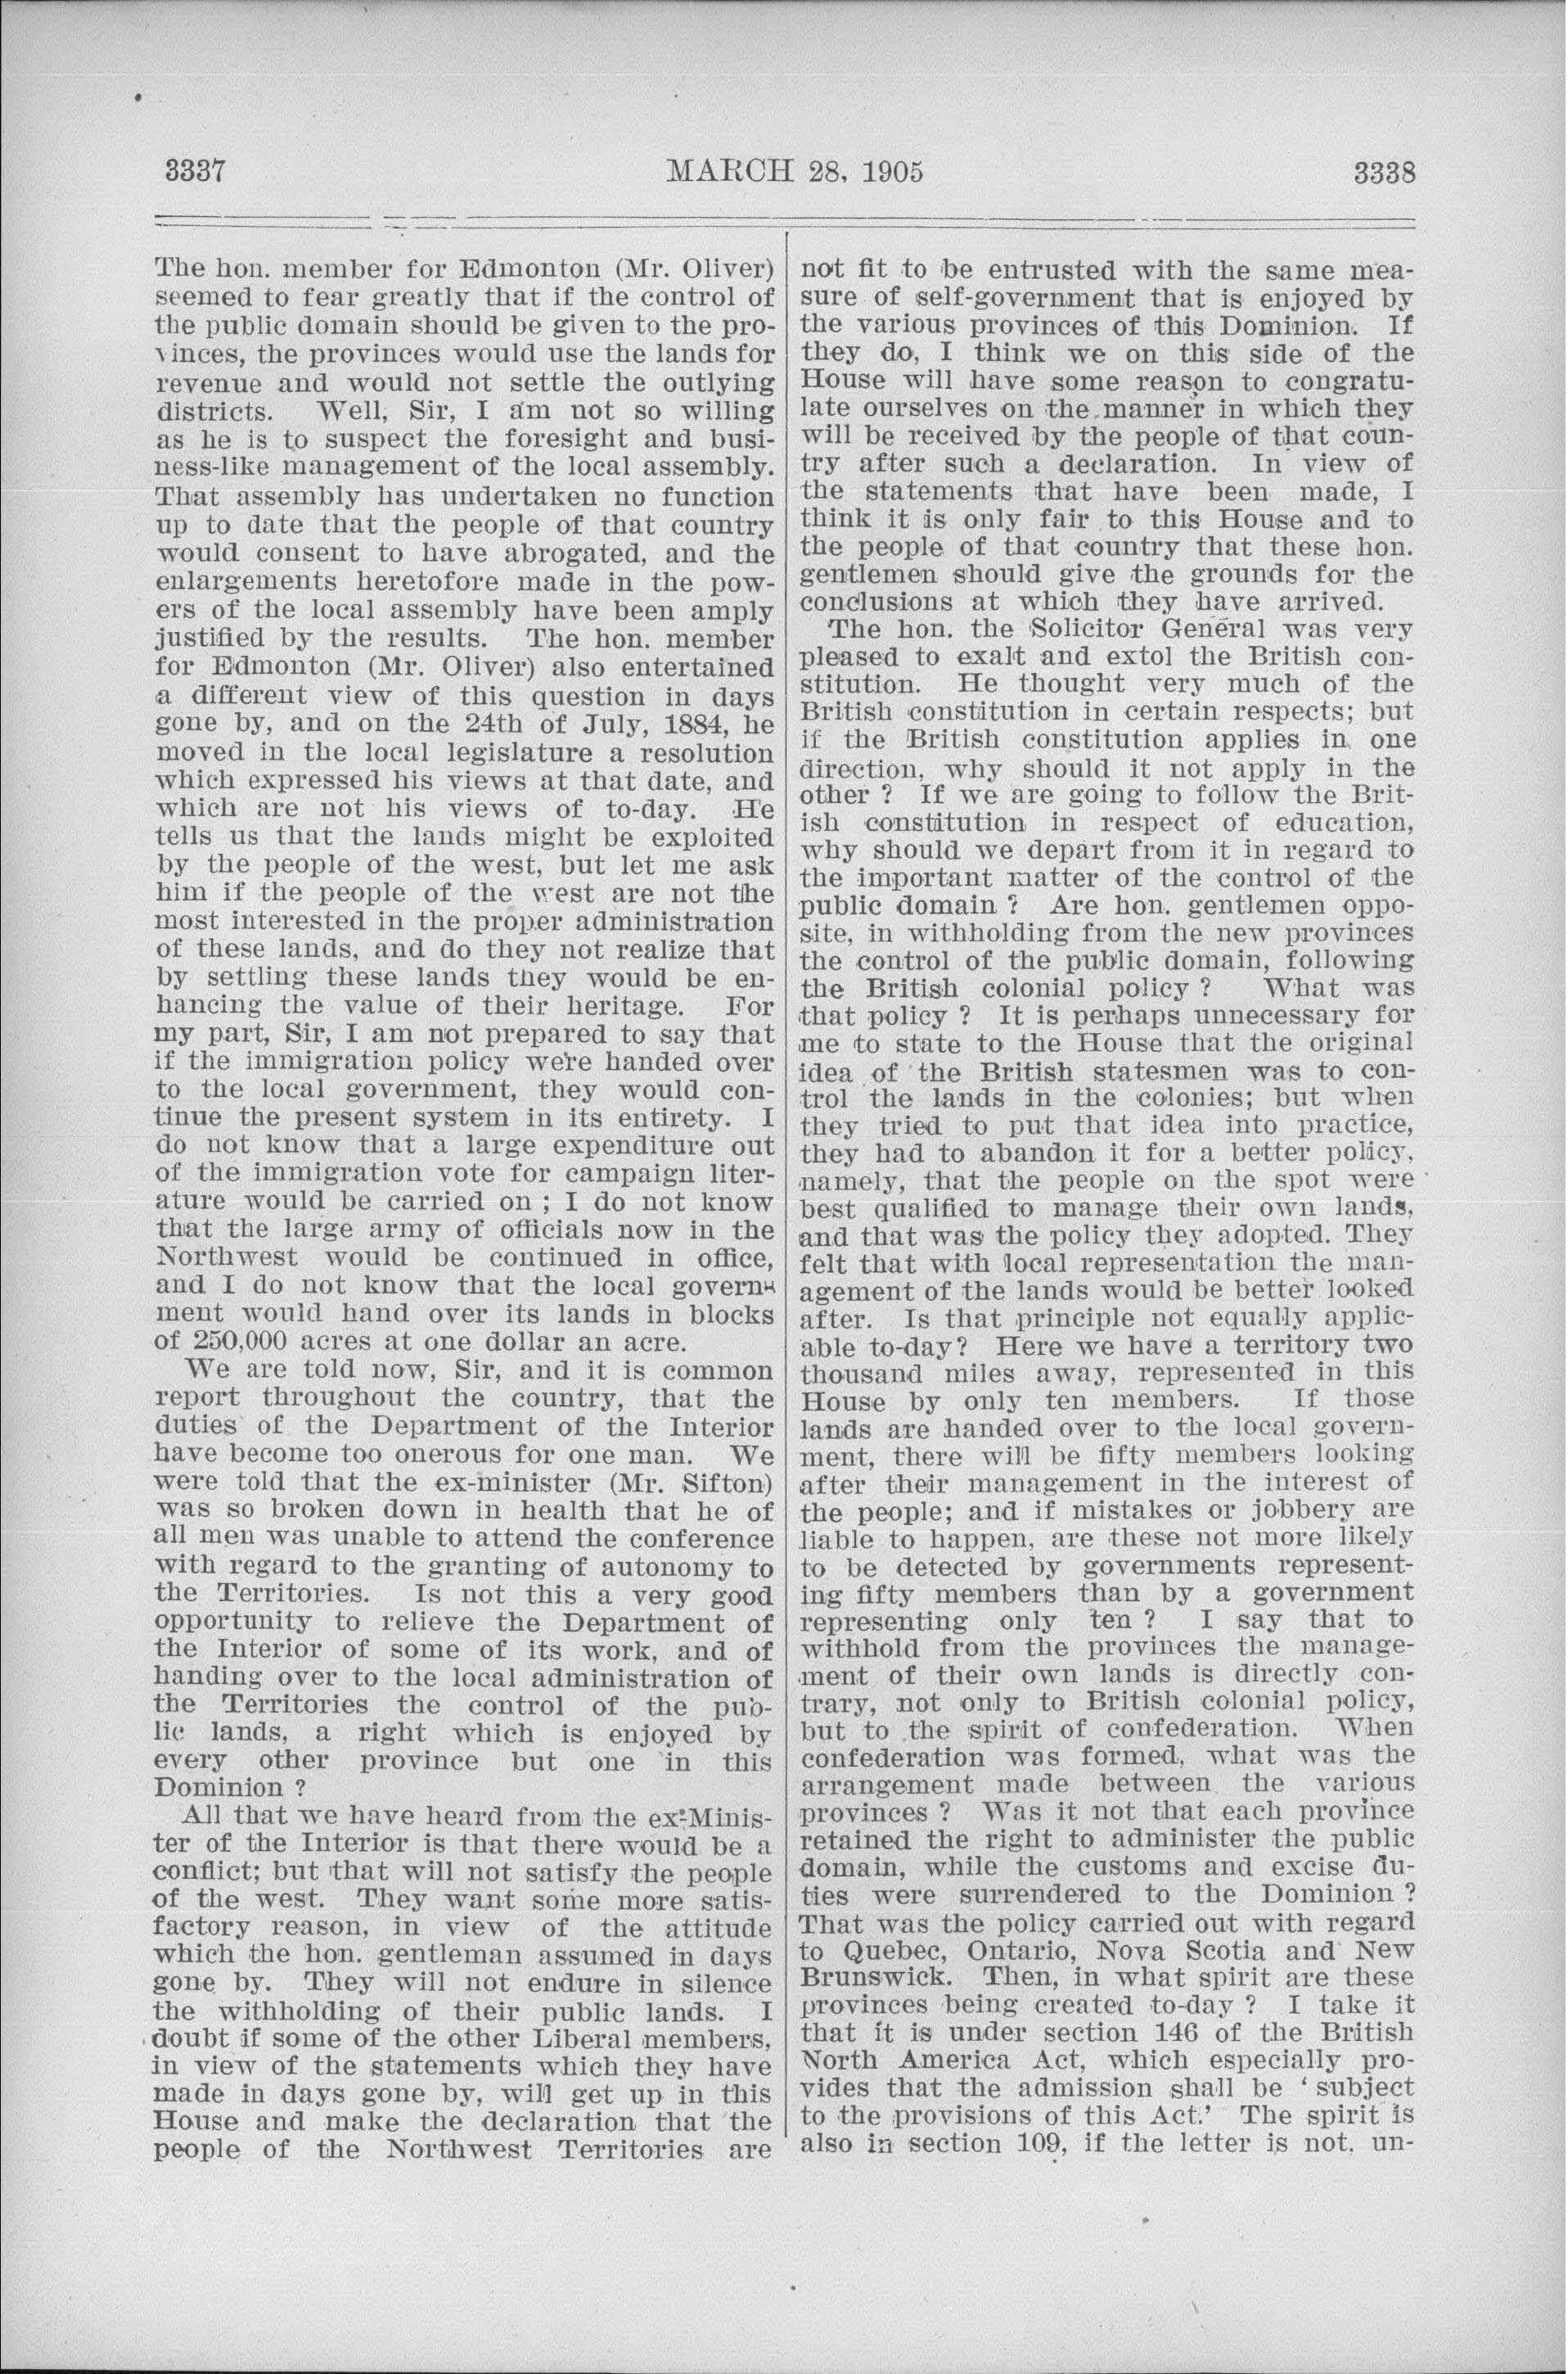 3337 MARCH 28, 1905 3338
The hon. member for Edmonton (Mr. Oliver)
seemed to fear greatly that if the control of
the public domain should be given to the pro-
vinces, the provinces would use the lands for
revenue and would not settle the outlying
districts. Well, Sir, I am not so willing
as he is to suspect the foresight and busi-
ness-like management of the local assembly.
That assembly has undertaken no function
up to date that the people of that country
would consent to have abrogated, and the
enlargements heretofore made in the pow-
ers of the local assembly have been amply
justified by the results. The hon. member
for Edmonton (Mr. Oliver) also entertained
a different view of this question in days
gone by, and on the 24th of July, 1884, he
moved in the local legislature a resolution
which expressed his views at that date, and
which are not his views of to-day. He
tells us that the lands might be exploited
by the people of the west, but let me ask
him if the people of the west are not the
most interested in the proper administration
of these lands, and do they not realize that
by settling these lands they would be en-
hancing the value of their heritage. For
my part, Sir, I am not prepared to say that
if the immigration policy were handed over
to the local government, they would con-
tinue the present system in its entirety. I
do not know that a large expenditure out
of the immigration vote for campaign liter-
ature would be carried on ; I do not know
that the large army of officials now in the
Northwest would be continued in office,
and I do not know that the local govern-
ment would hand over its lands in blocks
of 250,000 acres at one dollar an acre.
We are told now, Sir, and it is common
report throughout the country, that the
duties of the Department of the Interior
have become too onerous for one man. We
were told that the ex-minister (Mr. Sifton)
was so broken down in health that he of
all men was unable to attend the conference
with regard to the granting of autonomy to
the Territories. Is not this a very good
opportunity to relieve the Department of
the Interior of some of its work, and of
handing over to the local administration of
the Territories the control of the pub-
lic lands, a right which is enjoyed by
every other province but one in this
Dominion ?
All that we have heard from the ex-Minis-
ter of the Interior is that there would be a
conflict; but that will not satisfy the people
of the west. They want some more satis-
factory reason, in view of the attitude
which the hon. gentleman assumed in days
gone by. They will not endure in silence
the withholding of their public lands. I
doubt if some of the other Liberal members,
in view of the statements which they have
made in days gone by, will get up in this
House and make the declaration that the
people of the Northwest Territories are
not fit to be entrusted with the same mea-
sure of self-government that is enjoyed by
the various provinces of this Dominion. If
they do, I think we on this side of the
House will have some reason to congratu-
late ourselves on the manner in which they
will be received by the people of that coun-
try after such a declaration. In view of
the statements that have been made, I
think it is only fair to this House and to
the people of that country that these hon.
gentlemen should give the grounds for the
conclusions at which they have arrived.
The hon. the Solicitor General was very
pleased to exalt and extol the British con-
stitution. He thought very much of the
British constitution in certain respects; but
if the British constitution applies in one
direction, why should it not apply in the
other ? If we are going to follow the Brit-
ish constitution in respect of education,
why should we depart from it in regard to
the important matter of the control of the
public domain ? Are hon. gentlemen oppo-
site, in withholding from the new provinces
the control of the public domain, following
the British colonial policy ? What was
that policy ? It is perhaps unnecessary for
me to state to the House that the original
idea of the British statesmen was to con-
trol the lands in the colonies; but when
they tried to put that idea into practice,
they had to abandon it for a better policy,
namely, that the people on the spot were
best qualified to manage their own lands,
and that was the policy they adopted. They
felt that with local representation the man-
agement of the lands would be better looked
after. Is that principle not equally applic-
able to-day? Here we have a territory two
thousand miles away, represented in this
House by only ten members. If those
lands are handed over to the local govern-
ment, there will be fifty members looking
after their management in the interest of
the people; and if mistakes or jobbery are
liable to happen, are these not more likely
to be detected by governments represent-
ing fifty members than by a government
representing only ten ? I say that to
withhold from the provinces the manage-
ment of their own lands is directly con-
trary, not only to British colonial policy,
but to the spirit of confederation. When
confederation was formed, what was the
arrangement made between the various
provinces ? Was it not that each province
retained the right to administer the public
domain, while the customs and excise du-
ties were surrendered to the Dominion ?
That was the policy carried out with regard
to Quebec, Ontario, Nova Scotia and New
Brunswick. Then, in what spirit are these
provinces being created to-day ? I take it
that it is under section 146 of the British
North America Act, which especially pro-
vides that the admission shall be ‘ subject
to the provisions of this Act.’ The spirit is
also in section 109, if the letter is not, un-